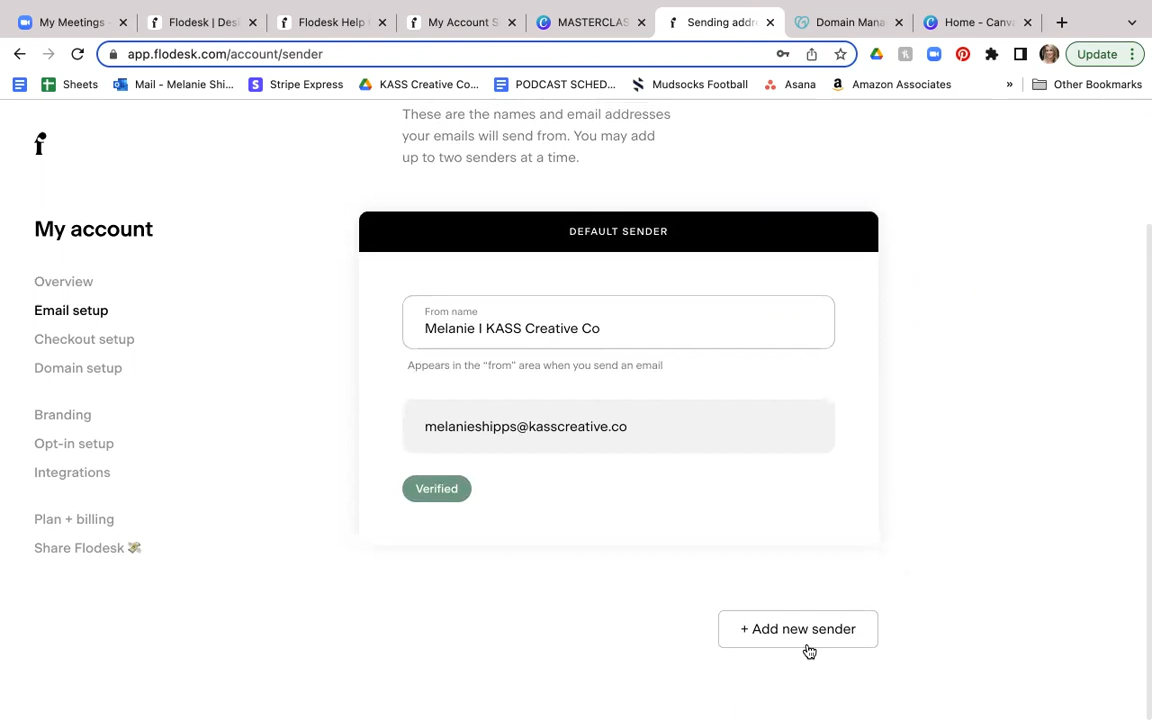 My Meetings -
Flodesk | Des
Flodesk Help
My Account S
MASTERCLAS
Sending addr
Domain Mana
Home - Canva
app.flodesk.com/account/sender
Update
Sheets
Mail – Melanie Shi...
Stripe Express
KASS Creative Co...
PODCAST SCHED...
Mudsocks Football
Asana
Amazon Associates
»
Other Bookmarks
These are the names and email addresses
your emails will send from. You may add
up to two senders at a time.
My account
Overview
Email setup
Checkout setup
Domain setup
Branding
Opt-in setup
Integrations
Plan + billing
Share Flodesk 💸
DEFAULT SENDER
From name
Melanie I KASS Creative Co
Appears in the “from” area when you send an email
melanieshipps@kasscreative.co
Verified
+ Add new sender